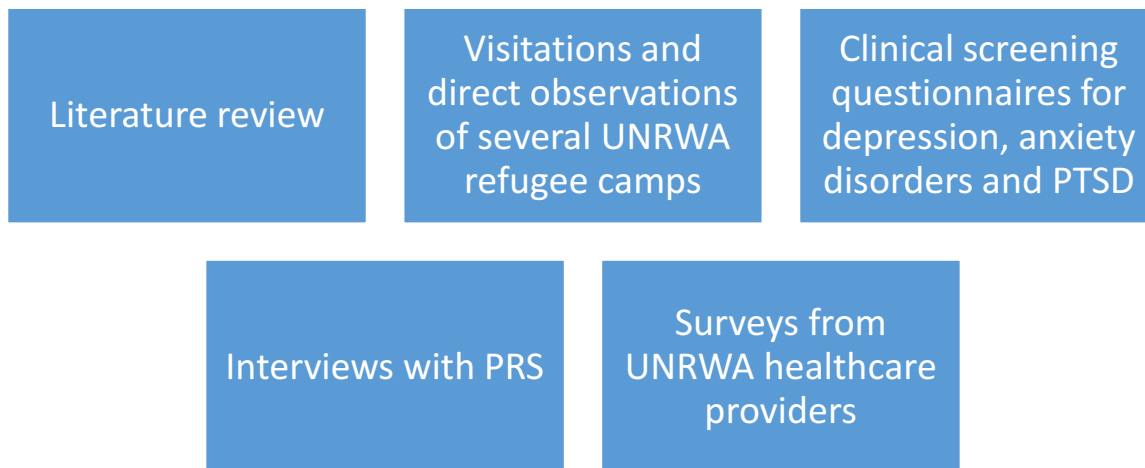 Literature review
Visitations and
direct observations
of several UNRWA
refugee camps
Clinical screening
questionnaires for
depression, anxiety
disorders and PTSD
Interviews with PRS
Surveys from
UNRWA healthcare
providers